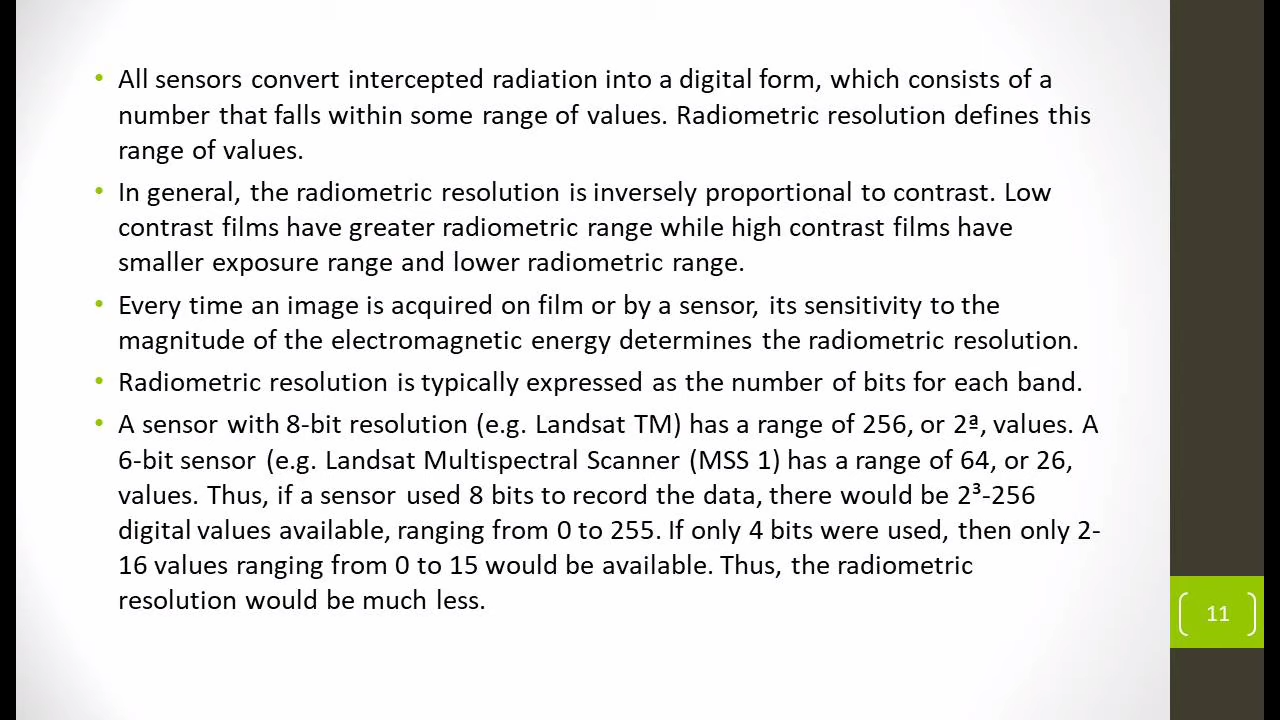 • All sensors convert intercepted radiation into a digital form, which consists of a
number that falls within some range of values. Radiometric resolution defines this
range of values.
• In general, the radiometric resolution is inversely proportional to contrast. Low
contrast films have greater radiometric range while high contrast films have
smaller exposure range and lower radiometric range.
• Every time an image is acquired on film or by a sensor, its sensitivity to the
magnitude of the electromagnetic energy determines the radiometric resolution.
• Radiometric resolution is typically expressed as the number of bits for each band.
• A sensor with 8-bit resolution (e.g. Landsat TM) has a range of 256, or 2ª, values. A
6-bit sensor (e.g. Landsat Multispectral Scanner (MSS 1) has a range of 64, or 26,
values. Thus, if a sensor used 8 bits to record the data, there would be 2³-256
digital values available, ranging from 0 to 255. If only 4 bits were used, then only 2-
16 values ranging from 0 to 15 would be available. Thus, the radiometric
resolution would be much less.
11